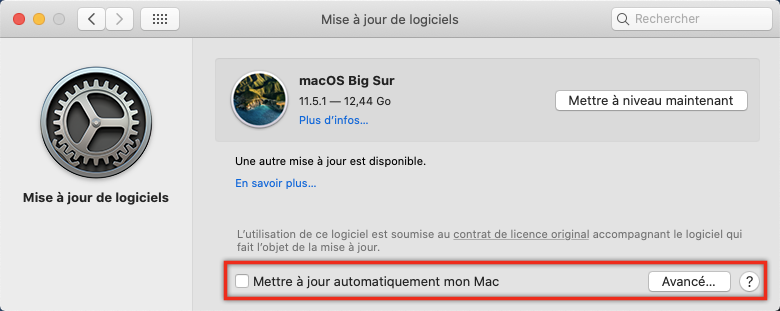 Mise à jour de logiciels
Rechercher
macOS Big Sur
11.5.1 — 12,44 Go
Plus d’infos...
Mettre à niveau maintenant
Une autre mise à jour est disponible.
En savoir plus...
Mise à jour de logiciels
L’utilisation de ce logiciel est soumise au contrat de licence original accompagnant le logiciel qui
fait l’objet de la mise à jour.
Mettre à jour automatiquement mon Mac
Avancé...
?